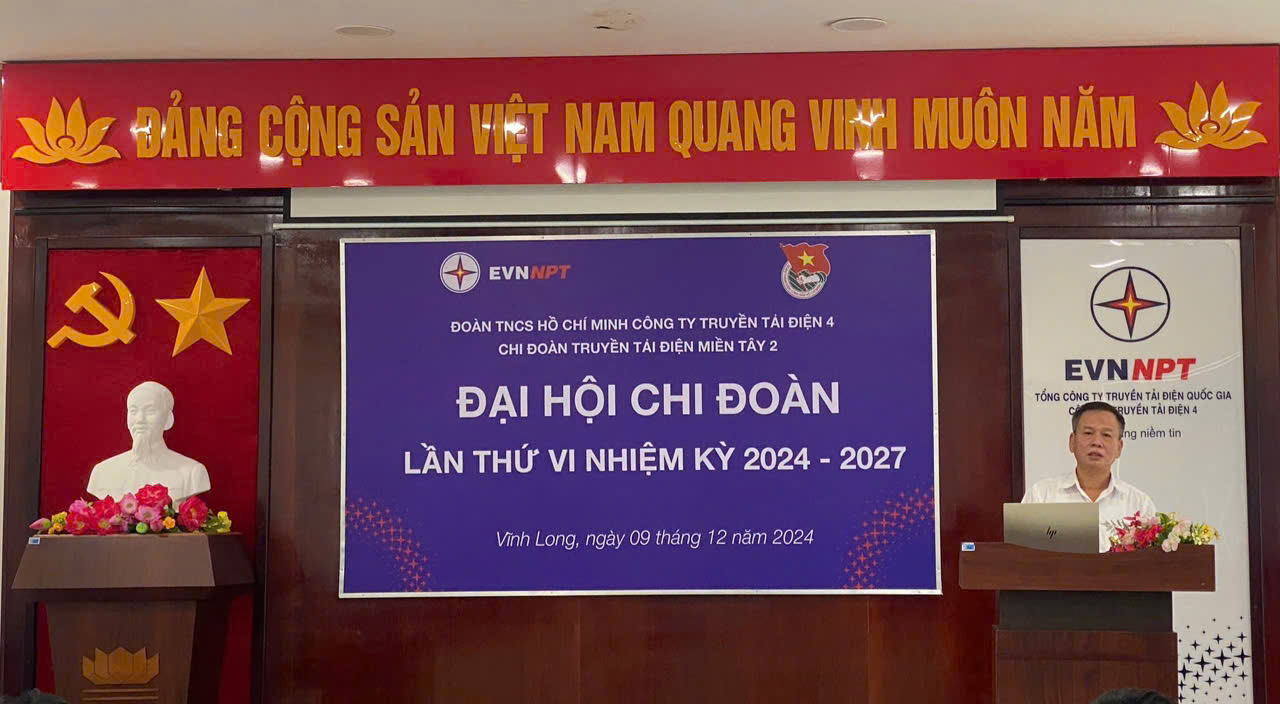 ĐẢNG CỘNG SẢN VIỆT NAM QUANG VINH MUÔN NĂM
EVNNPT
ĐOÀN TNCS HỒ CHÍ MINH CÔNG TY TRUYỀN TẢI ĐIỆN 4
CHI ĐOÀN TRUYỀN TẢI ĐIỆN MIỀN TÂY 2
ĐẠI HỘI CHI ĐOÀN
LẦN THỨ VI NHIỆM KỲ 2024 - 2027
Vĩnh Long, ngày 09 tháng 12 năm 2024
EVNNPT
TỔNG CÔNG TY TRUYỀN TẢI ĐIỆN QUỐC GIA
TRUYỀN TẢI ĐIỆN 4
niềm tin
hp